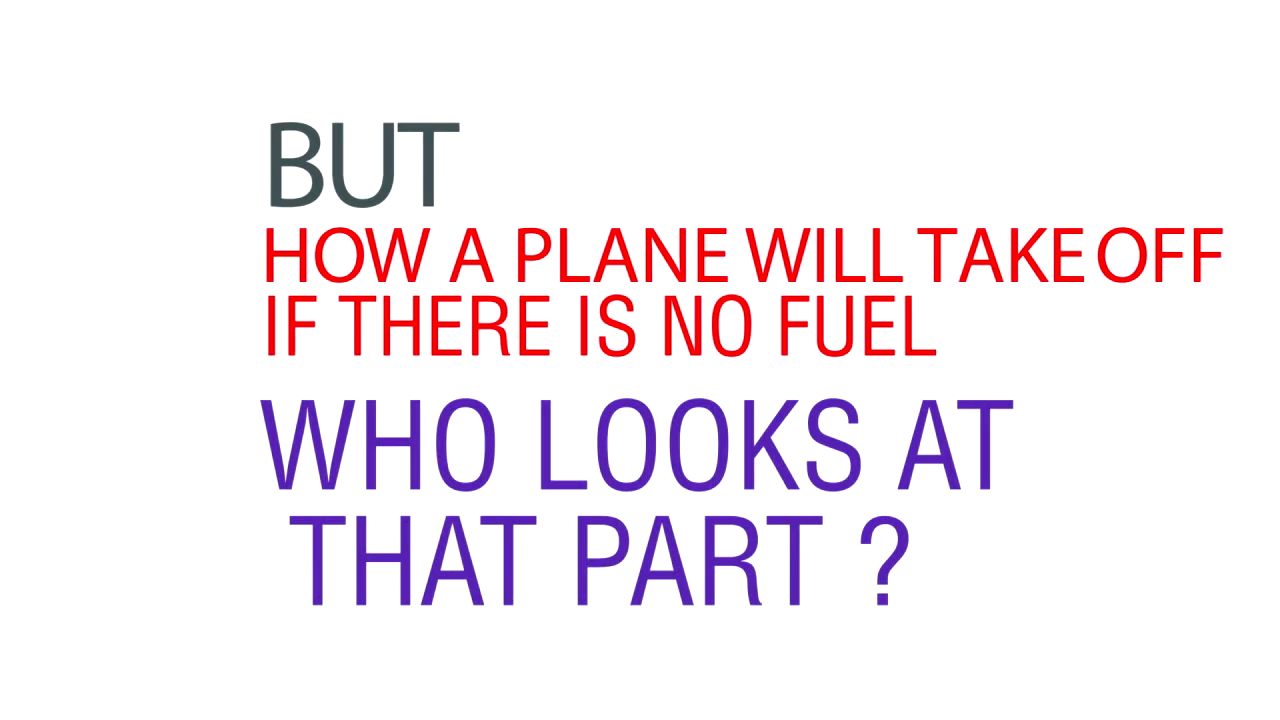 BUT
HOW A PLANE WILL TAKE OFF
IF THERE IS NO FUEL
WHO LOOKS AT
THAT PART ?